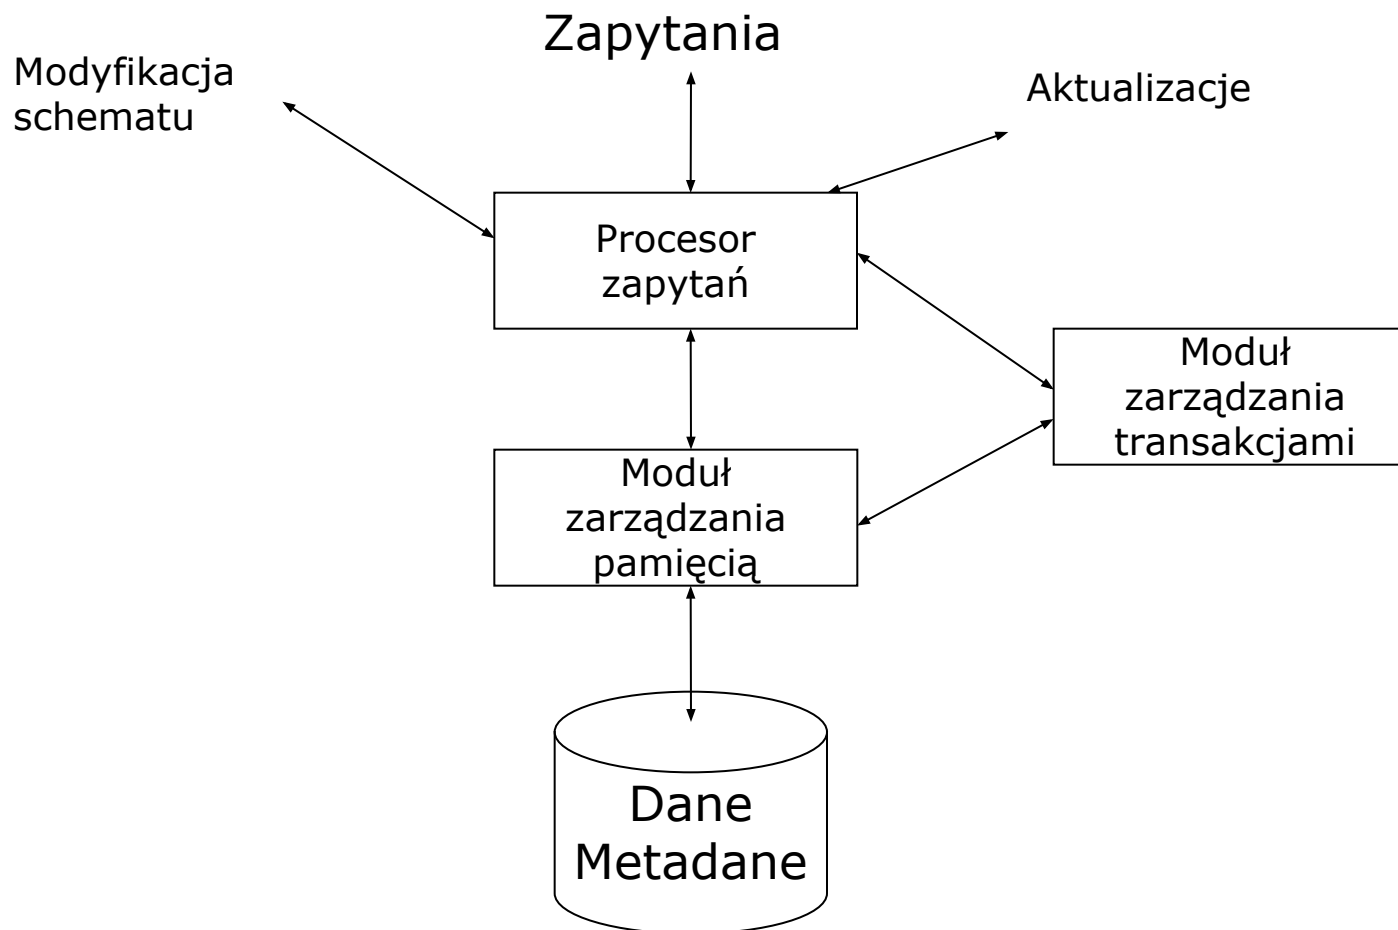 Zapytania
Modyfikacja
schematu
Aktualizacje
Procesor
zapytań
Moduł
zarządzania
transakcjami
Moduł
zarządzania
pamięcią
Dane
Metadane